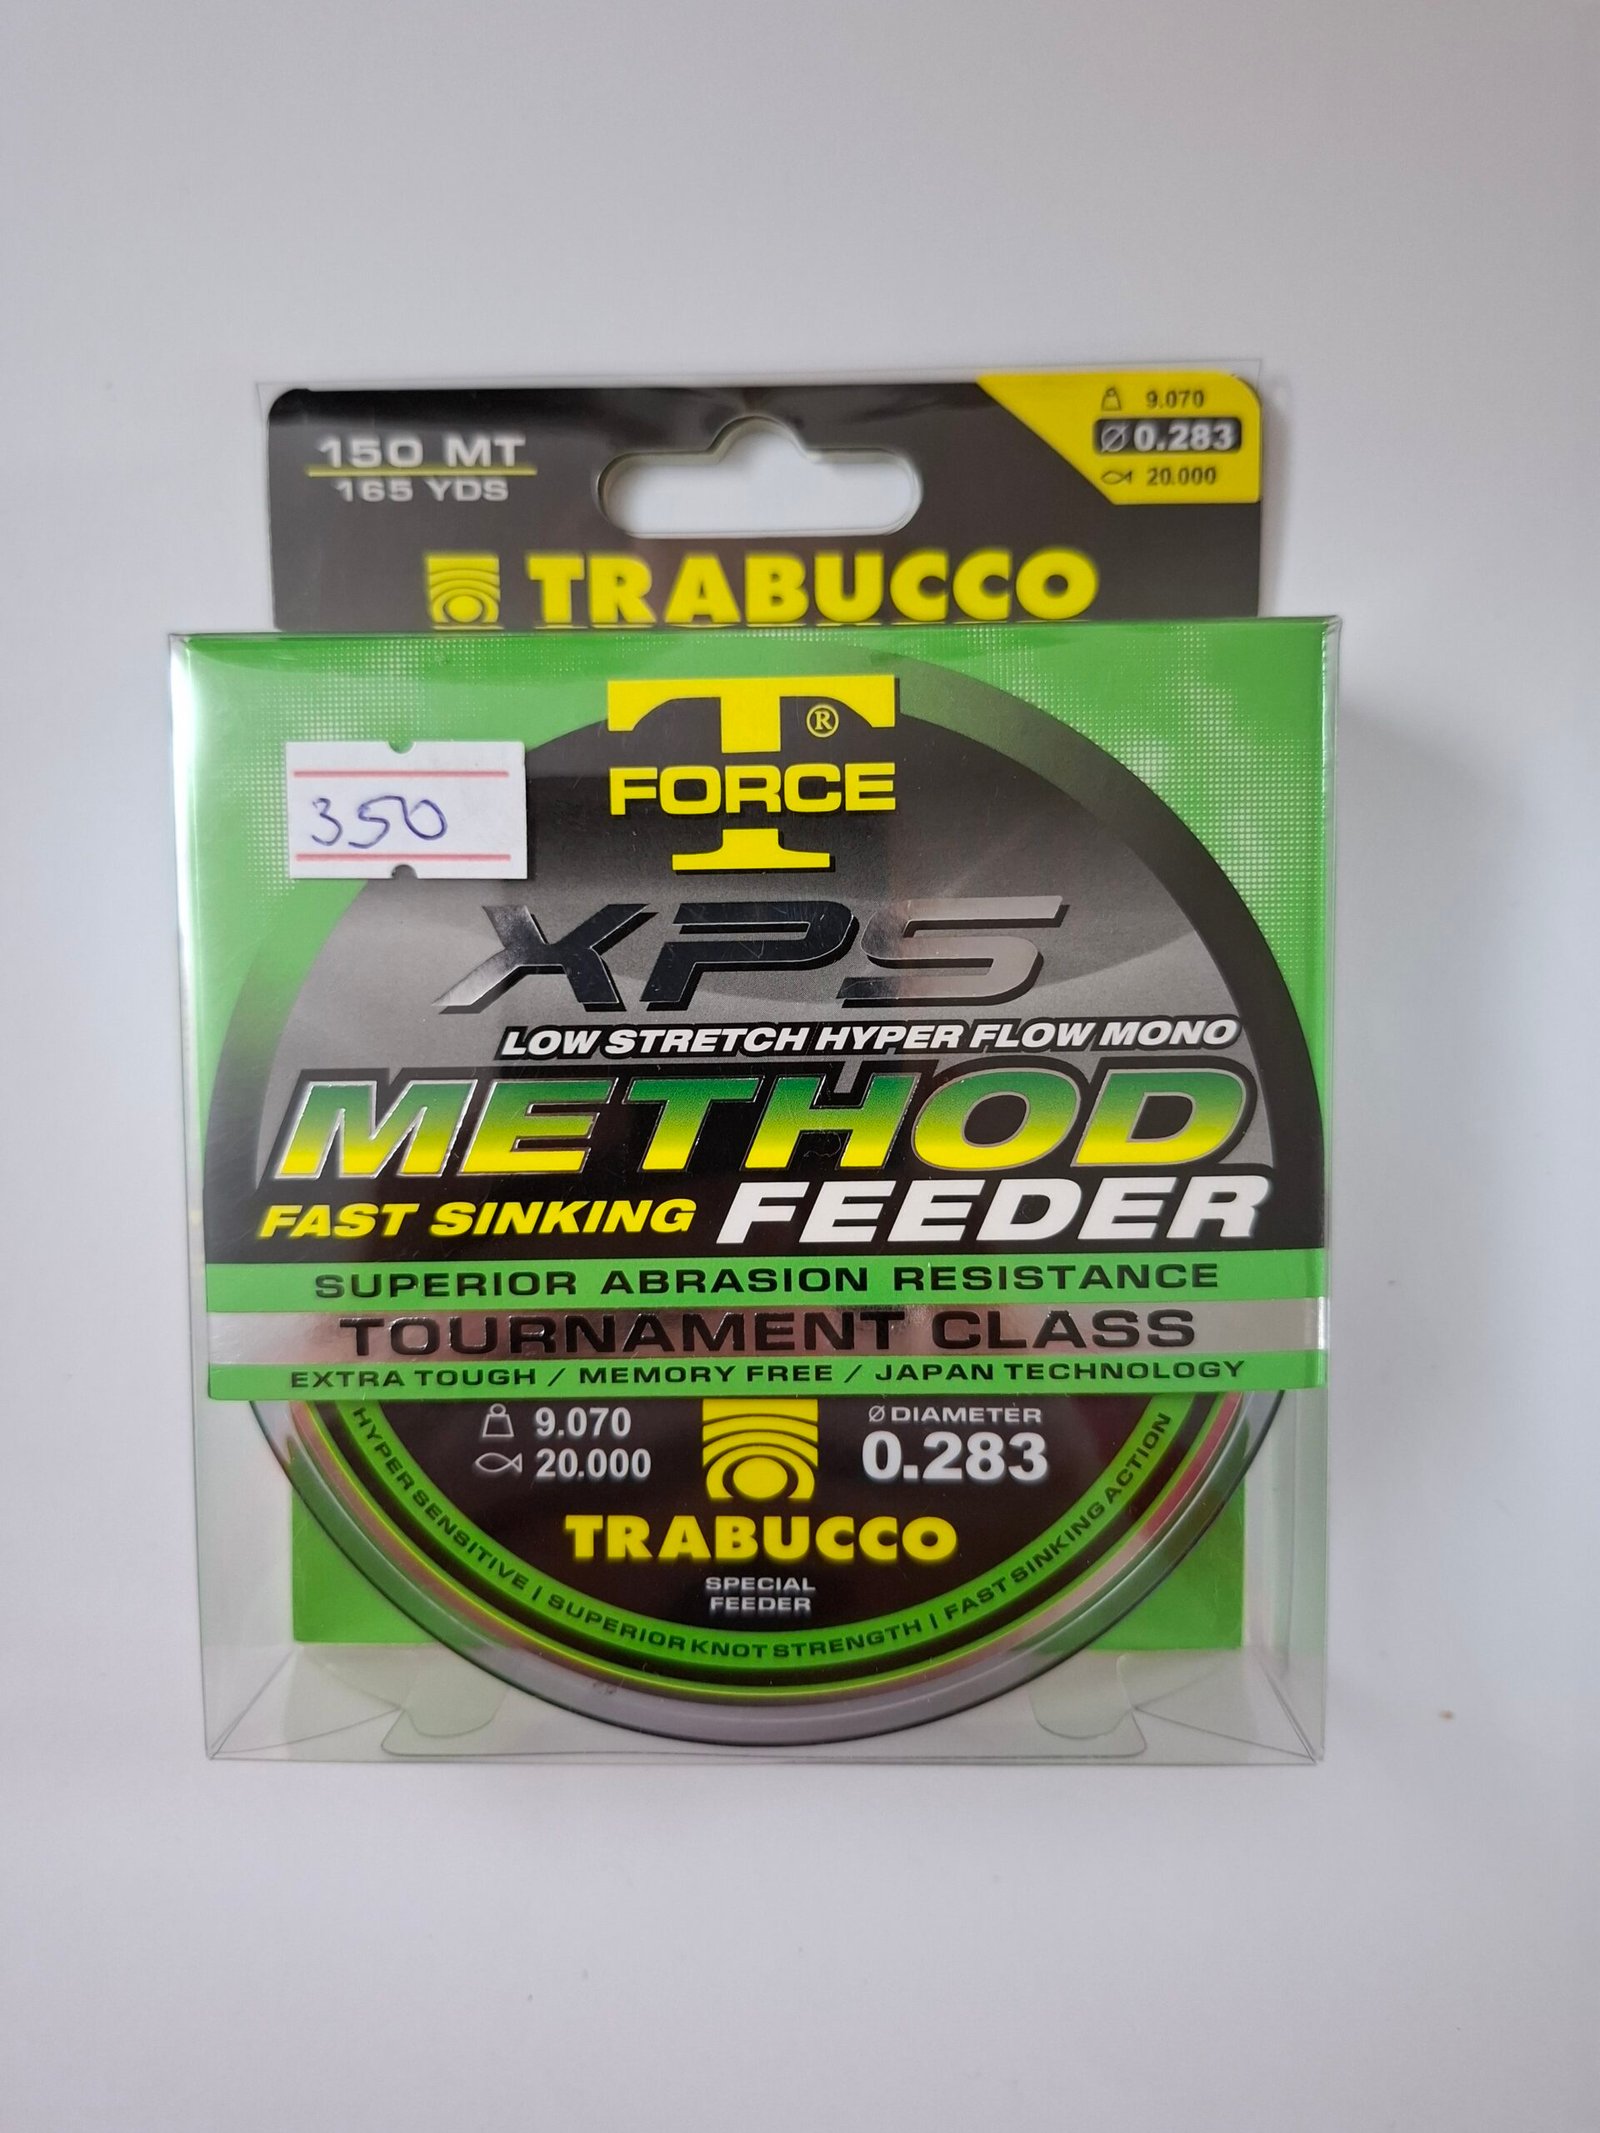 150 MT
165 YDS
9.070
Ø 0.283
20.000
TRABUCCO
T
®
FORCE
350
XPS
LOW STRETCH HYPER FLOW MONO
METHOD
FAST SINKING FEEDER
SUPERIOR ABRASION RESISTANCE
TOURNAMENT CLASS
EXTRA TOUGH / MEMORY FREE / JAPAN TECHNOLOGY
9.070
20.000
Ø DIAMETER
0.283
TRABUCCO
SPECIAL
FEEDER
HYPER SENSITIVE | SUPERIOR KNOT STRENGTH | FAST SINKING ACTION